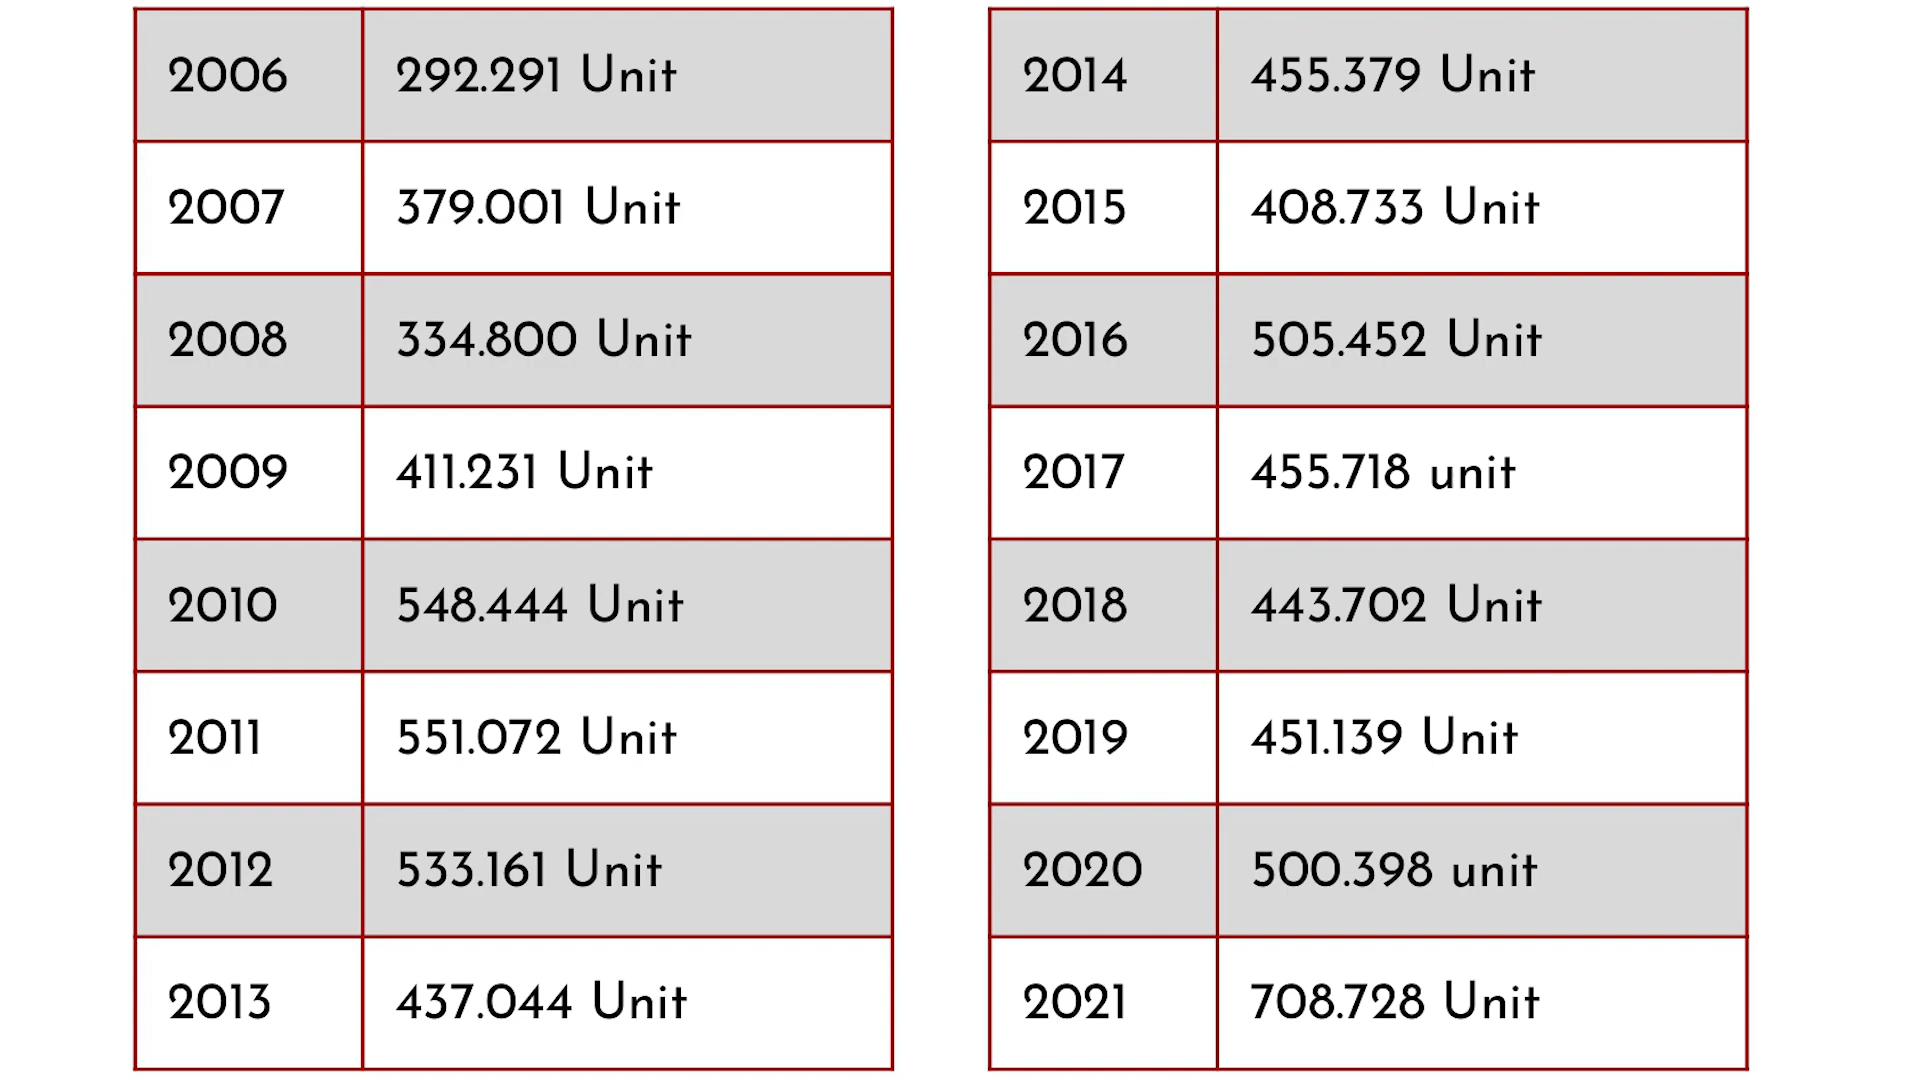 2006 292.291 Unit
2007 379.001 Unit
2008 334.800 Unit
2009 411.231 Unit
2010 548.444 Unit
2011 551.072 Unit
2012 533.161 Unit
2013 437.044 Unit
2014 455.379 Unit
2015 408.733 Unit
2016 505.452 Unit
2017 455.718 unit
2018 443.702 Unit
2019 451.139 Unit
2020 500.398 unit
2021 708.728 Unit